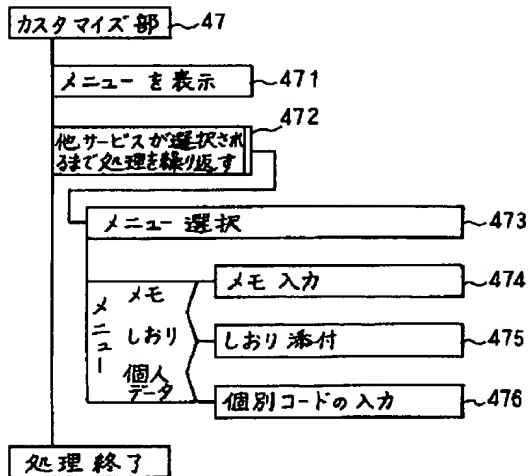 カスタマイズ部 47
メニューを表示 471
472
他サービスが選択され
るまで処理を繰り返す
メニュー選択 473
メモ入力 474
メモ
メニュー
しおり
しおり添付 475
個人
データ
個別コードの入力 476
処理終了